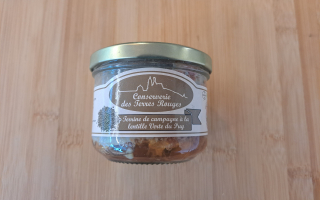 Conserverie
des Terres Rouges
Terrine de campagne à la
lentille Verte du Puy